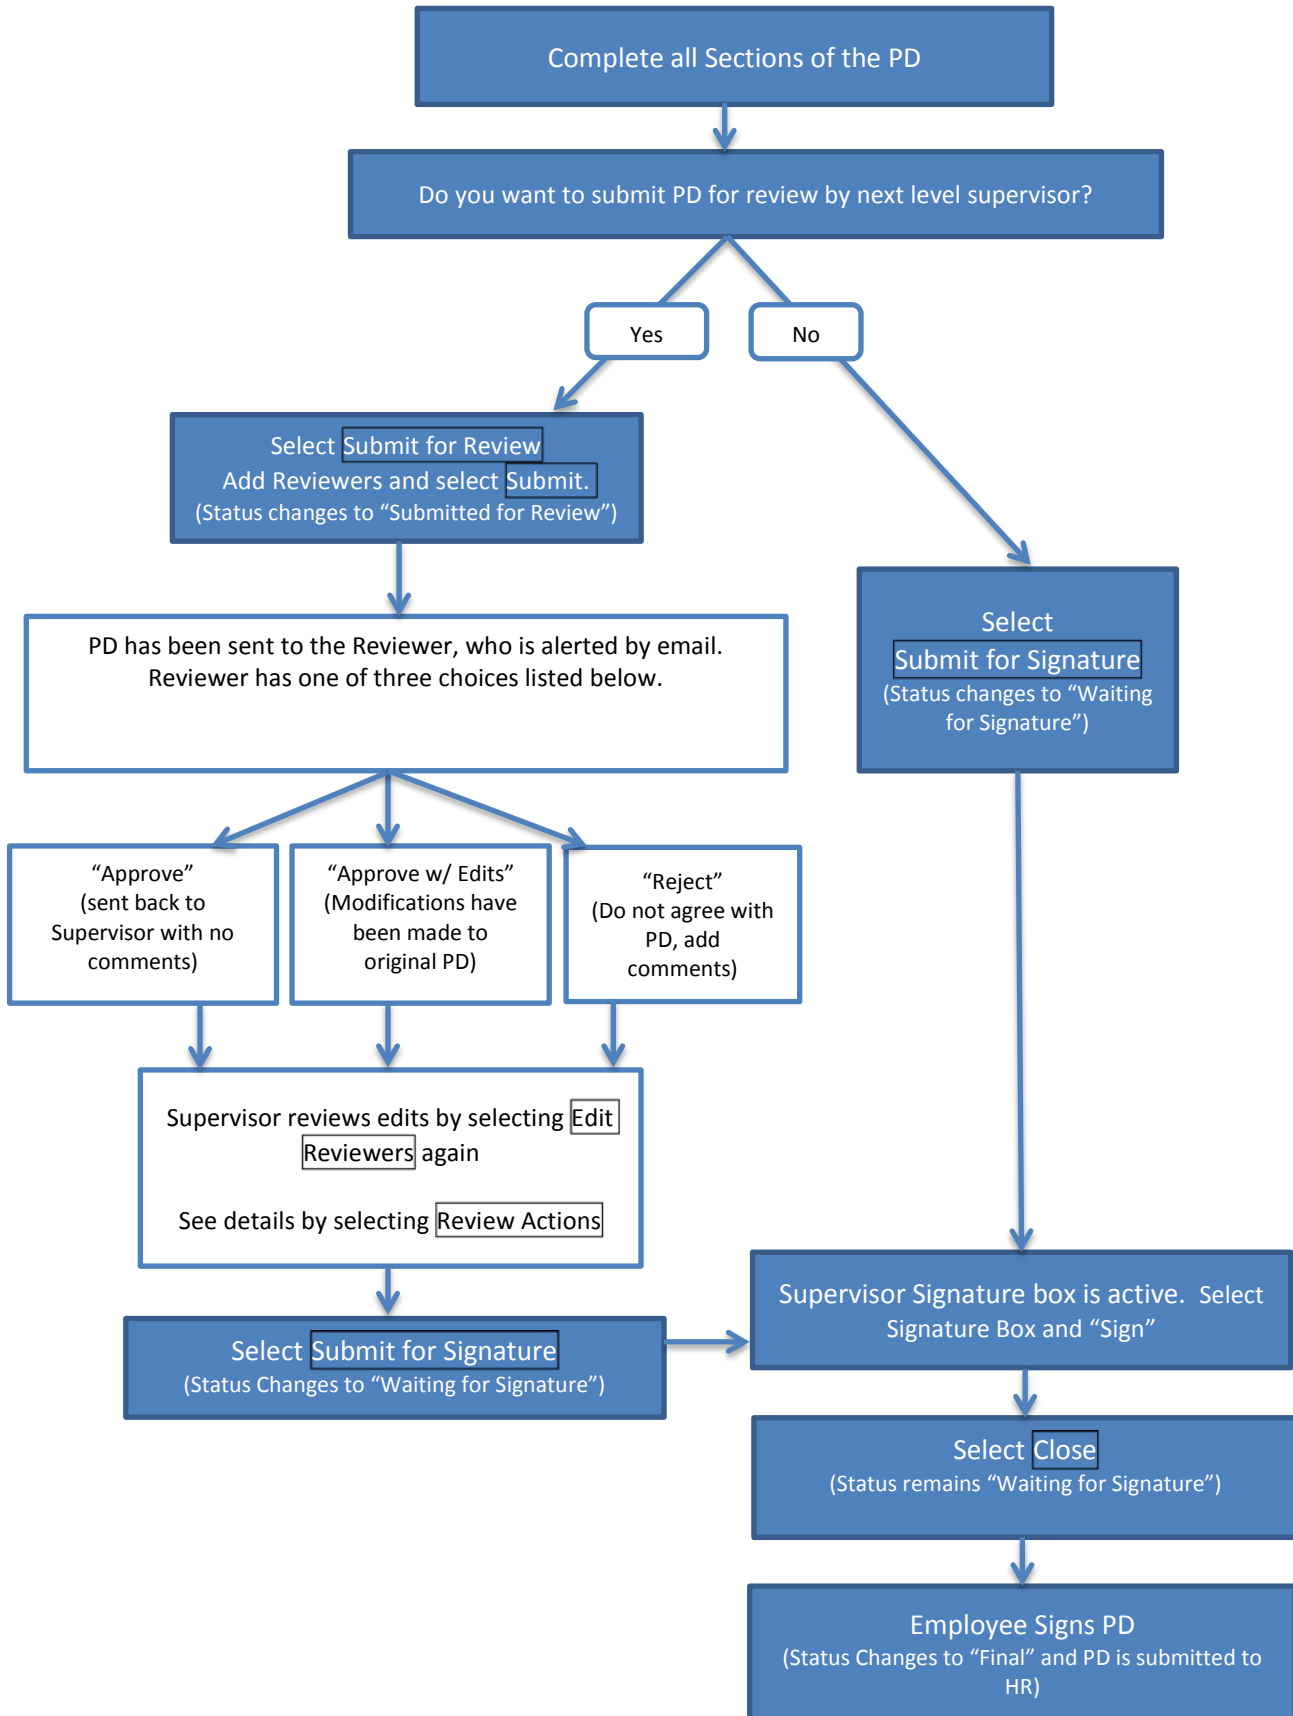 Complete all Sections of the PD
Do you want to submit PD for review by next level supervisor?
Yes
No
Select Submit for Review
Add Reviewers and select Submit.
(Status changes to “Submitted for Review”)
PD has been sent to the Reviewer, who is alerted by email.
Reviewer has one of three choices listed below.
Select
Submit for Signature
(Status changes to “Waiting
for Signature”)
“Approve”
(sent back to
Supervisor with no
comments)
“Approve w/ Edits”
(Modifications have
been made to
original PD)
“Reject”
(Do not agree with
PD, add
comments)
Supervisor reviews edits by selecting Edit
Reviewers again
See details by selecting Review Actions
Select Submit for Signature
(Status Changes to “Waiting for Signature”)
Supervisor Signature box is active. Select
Signature Box and “Sign”
Select Close
(Status remains “Waiting for Signature”)
Employee Signs PD
(Status Changes to “Final” and PD is submitted to
HR)